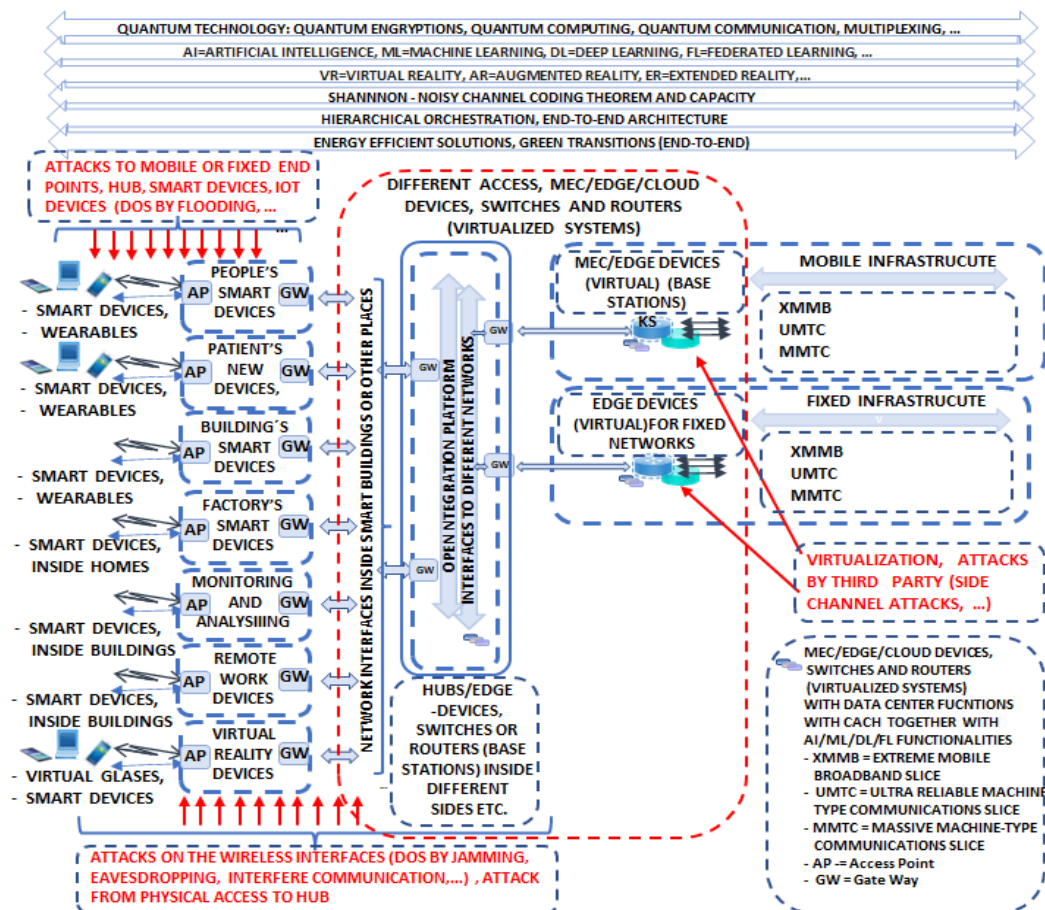 QUANTUM TECHNOLOGY: QUANTUM ENGRYPTIONS, QUANTUM COMPUTING, QUANTUM COMMUNICATION, MULTIPLEXING, ...
AI=ARTIFICIAL INTELLIGENCE, ML=MACHINE LEARNING, DL=DEEP LEARNING, FL=FEDERATED LEARNING, ...
VR=VIRTUAL REALITY, AR=AUGMENTED REALITY, ER=EXTENDED REALITY,...
SHANNNON - NOISY CHANNEL CODING THEOREM AND CAPACITY
HIERARCHICAL ORCHESTRATION, END-TO-END ARCHITECTURE
ENERGY EFFICIENT SOLUTIONS, GREEN TRANSITIONS (END-TO-END)
ATTACKS TO MOBILE OR FIXED END
POINTS, HUB, SMART DEVICES, IOT
DEVICES (DOS BY FLOODING, ...
...
AP
PEOPLE'S
SMART
DEVICES
GW
- SMART DEVICES,
- WEARABLES
AP
PATIENT'S
NEW
DEVICES,
GW
- SMART DEVICES,
- WEARABLES
AP
BUILDING´S
SMART
DEVICES
GW
- SMART DEVICES,
- WEARABLES
AP
FACTORY'S
SMART
DEVICES
GW
- SMART DEVICES,
INSIDE HOMES
AP
MONITORING
AND
ANALYSIIING
GW
- SMART DEVICES,
INSIDE BUILDINGS
AP
REMOTE
WORK
DEVICES
GW
- SMART DEVICES,
INSIDE BUILDINGS
AP
VIRTUAL
REALITY
DEVICES
GW
- VIRTUAL GLASES,
- SMART DEVICES
ATTACKS ON THE WIRELESS INTERFACES (DOS BY JAMMING,
EAVESDROPPING, INTERFERE COMMUNICATION,...) , ATTACK
FROM PHYSICAL ACCESS TO HUB
NETWORK INTERFACES INSIDE SMART BUILDINGS OR OTHER PLACES
...
DIFFERENT ACCESS, MEC/EDGE/CLOUD
DEVICES, SWITCHES AND ROUTERS
(VIRTUALIZED SYSTEMS)
GW
GW
OPEN INTEGRATION PLATFORM
INTERFACES TO DIFFERENT NETWORKS
GW
GW
HUBS/EDGE
-DEVICES,
SWITCHES OR
ROUTERS (BASE
STATIONS) INSIDE
DIFFERENT
SIDES ETC.
MEC/EDGE DEVICES
(VIRTUAL) (BASE
STATIONS)
KS
MOBILE INFRASTRUCUTE
XMMB
UMTC
MMTC
EDGE DEVICES
(VIRTUAL)FOR FIXED
NETWORKS
FIXED INFRASTRUCUTE
V
XMMB
UMTC
MMTC
VIRTUALIZATION, ATTACKS
BY THIRD PARTY (SIDE
CHANNEL ATTACKS, ...)
MEC/EDGE/CLOUD DEVICES,
SWITCHES AND ROUTERS
(VIRTUALIZED SYSTEMS)
WITH DATA CENTER FUCNTIONS
WITH CACH TOGETHER WITH
AI/ML/DL/FL FUNCTIONALITIES
- XMMB = EXTREME MOBILE
BROADBAND SLICE
- UMTC = ULTRA RELIABLE MACHINE
TYPE COMMUNICATIONS SLICE
- MMTC = MASSIVE MACHINE-TYPE
COMMUNICATIONS SLICE
- AP -= Access Point
- GW = Gate Way